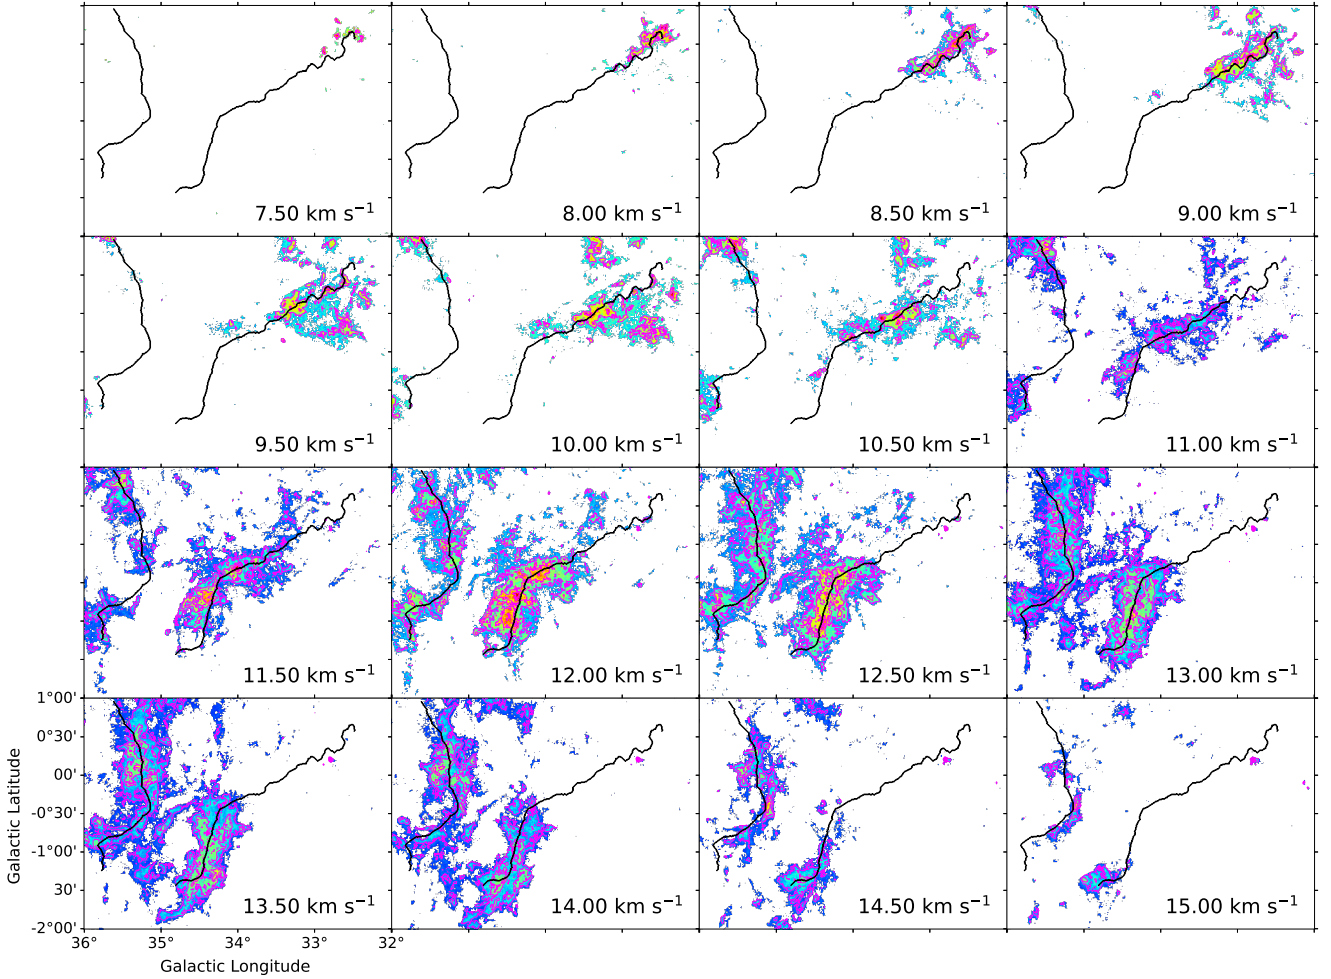 7.50 km s⁻¹
8.00 km s⁻¹
8.50 km s⁻¹
9.00 km s⁻¹
9.50 km s⁻¹
10.00 km s⁻¹
10.50 km s⁻¹
11.00 km s⁻¹
11.50 km s⁻¹
12.00 km s⁻¹
12.50 km s⁻¹
13.00 km s⁻¹
1°00'
0°30'
00'
-0°30'
-1°00'
30'
-2°00'
Galactic Latitude
13.50 km s⁻¹
14.00 km s⁻¹
14.50 km s⁻¹
15.00 km s⁻¹
36° 35° 34° 33° 32°
Galactic Longitude